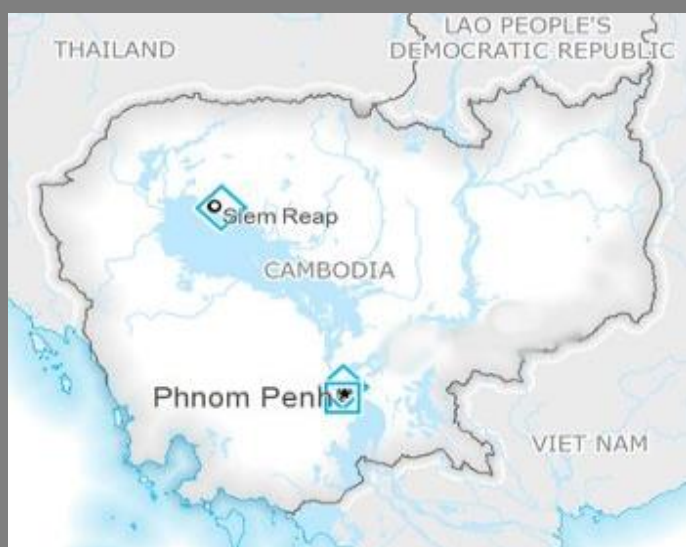 LAO PEOPLE'S
THAILAND
DEMOCRATIC REPUBLIC
Siem Reap
CAMBODIA
Phnom Penh
VIET NAM